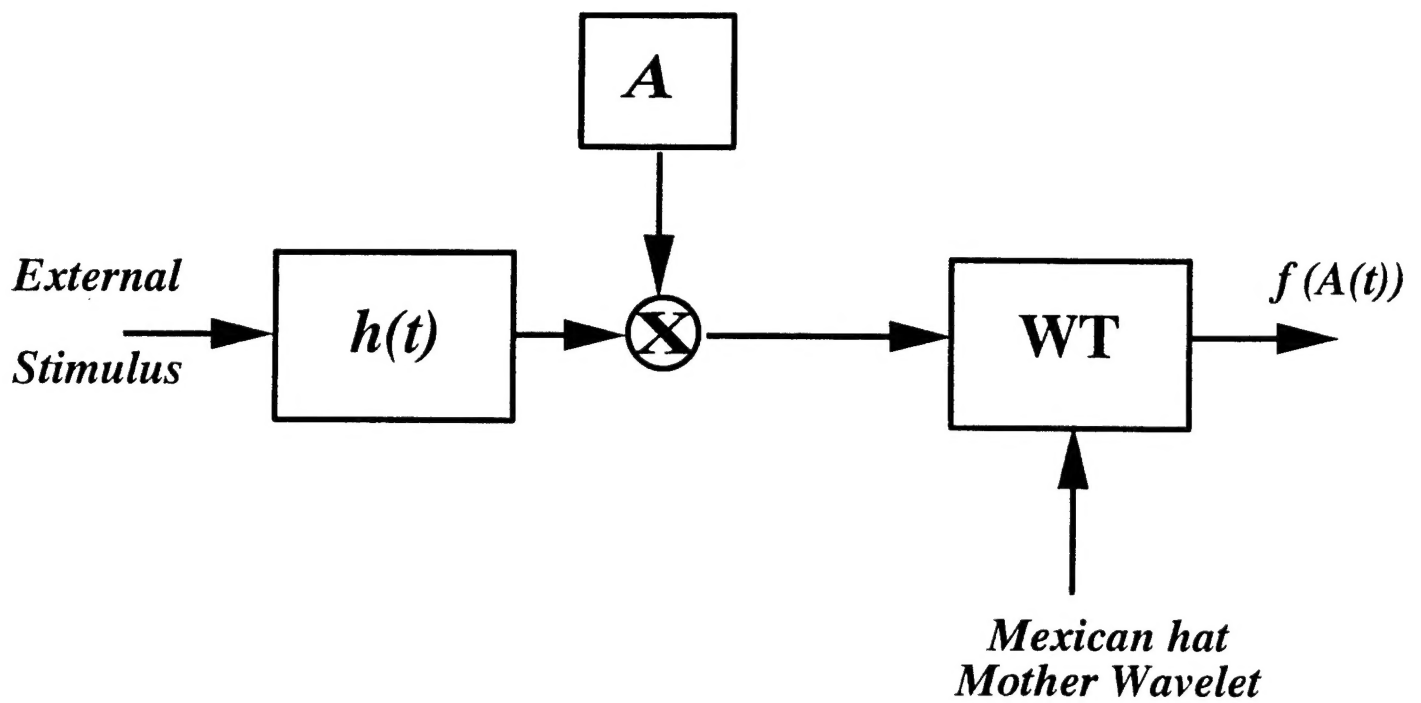 A
External
Stimulus
h(t)
X
WT
f (A(t))
Mexican hat
Mother Wavelet